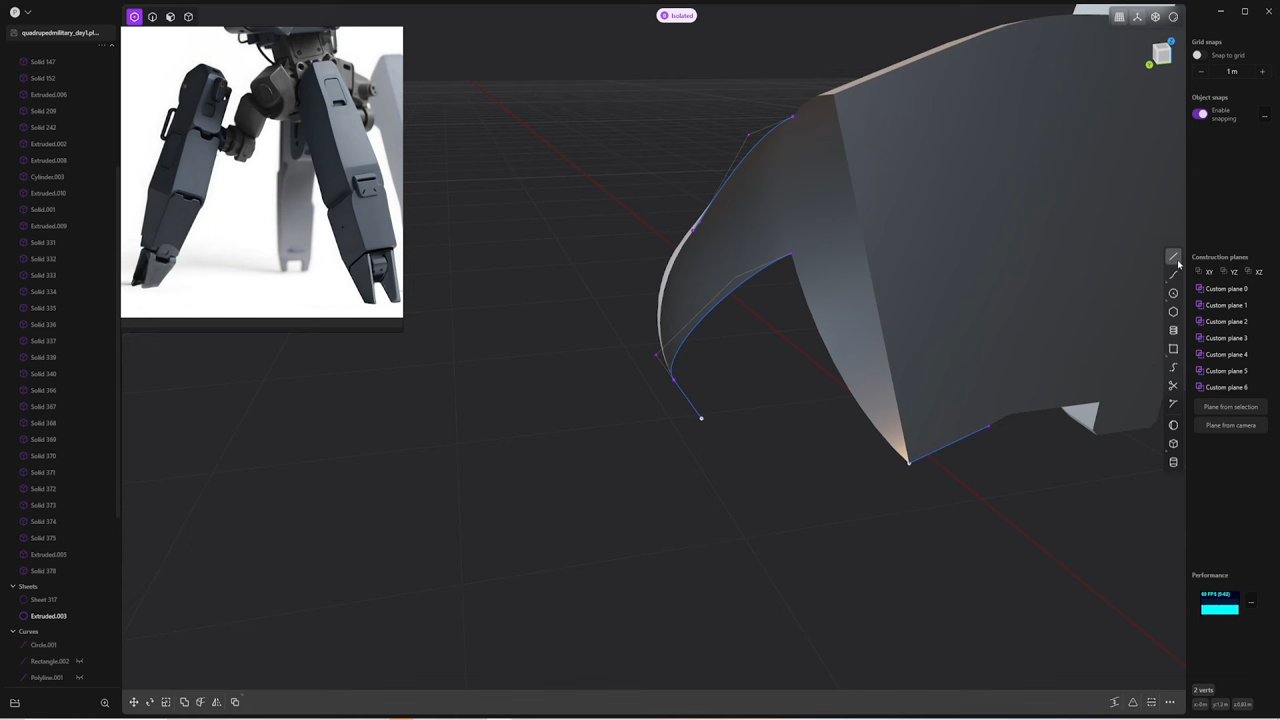 P
quadrupedmilitary_day1.pl...
Isolated
Solid 147
Solid 152
Extruded.006
Solid 209
Solid 242
Extruded.002
Extruded.008
Cylinder.003
Extruded.010
Solid.001
Extruded.009
Solid 331
Solid 332
Solid 333
Solid 334
Solid 335
Solid 336
Solid 337
Solid 339
Solid 340
Solid 366
Solid 367
Solid 368
Solid 369
Solid 370
Solid 371
Solid 372
Solid 373
Solid 374
Solid 375
Extruded.005
Solid 378
Sheets
Sheet 317
Extruded.003
Curves
Circle.001
Rectangle.002
Polyline.001
Z
Y
Grid snaps
Snap to grid
1 m
Object snaps
Enable
snapping
...
Construction planes
XY YZ XZ
Custom plane 0
Custom plane 1
Custom plane 2
Custom plane 3
Custom plane 4
Custom plane 5
Custom plane 6
Plane from selection
Plane from camera
Performance
2 verts